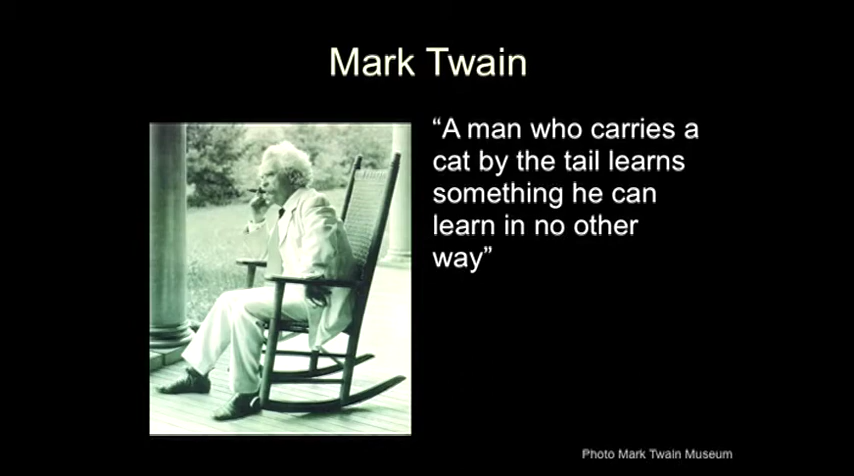 Mark Twain
“A man who carries a
cat by the tail learns
something he can
learn in no other
way”
Photo Mark Twain Museum